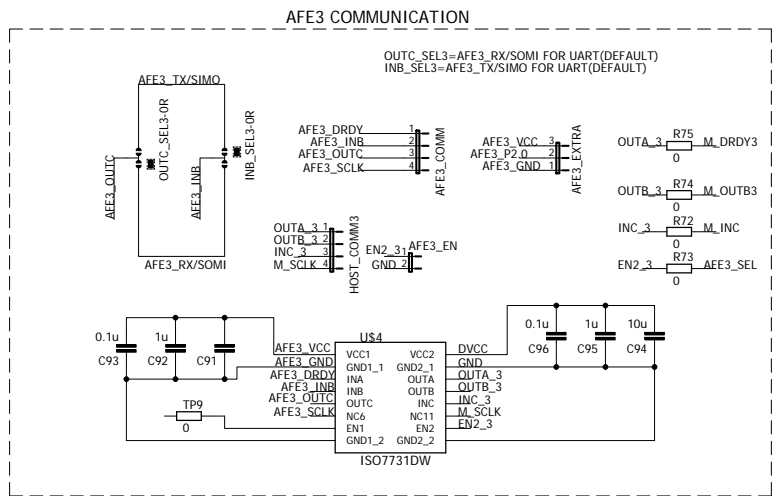 AFE3 COMMUNICATION
OUTC_SEL3=AFE3_RX/SOMI FOR UART(DEFAULT)
INB_SEL3=AFE3_TX/SIMO FOR UART(DEFAULT)
AFE3_TX/SIMO
OUTC_SEL3-0R
INB_SEL3-0R
AFE3_OUTC
AFE3_INB
AFE3_RX/SOMI
AFE3_DRDY 1
AFE3_INB 2
AFE3_OUTC 3
AFE3_SCLK 4
AFE3_COMM
AFE3_VCC 3
AFE3_P2.0 2
AFE3_GND 1
AFE3_EXTRA
OUTA_3 R75 M_DRDY3
0
OUTB_3 R74 M_OUTB3
0
INC_3 R72 M_INC
0
EN2_3 R73 AEE3_SEL
0
OUTA_3 1
OUTB_3 2
INC_3 3
M_SCLK 4
HOST_COMM3
EN2_3 1
GND 2
AFE3_EN
0.1u
C93
1u
C92
C91
AFE3_VCC
AFE3_GND
AFE3_DRDY
AFE3_INB
AFE3_OUTC
AFE3_SCLK
TP9
0
U$4
VCC1 VCC2
GND1_1 GND2_1
INA OUTA
INB OUTB
OUTC INC
NC6 NC11
EN1 EN2
GND1_2 GND2_2
ISO7731DW
DVCC
GND
OUTA_3
OUTB_3
INC_3
M_SCLK
EN2_3
0.1u
C96
1u
C95
10u
C94